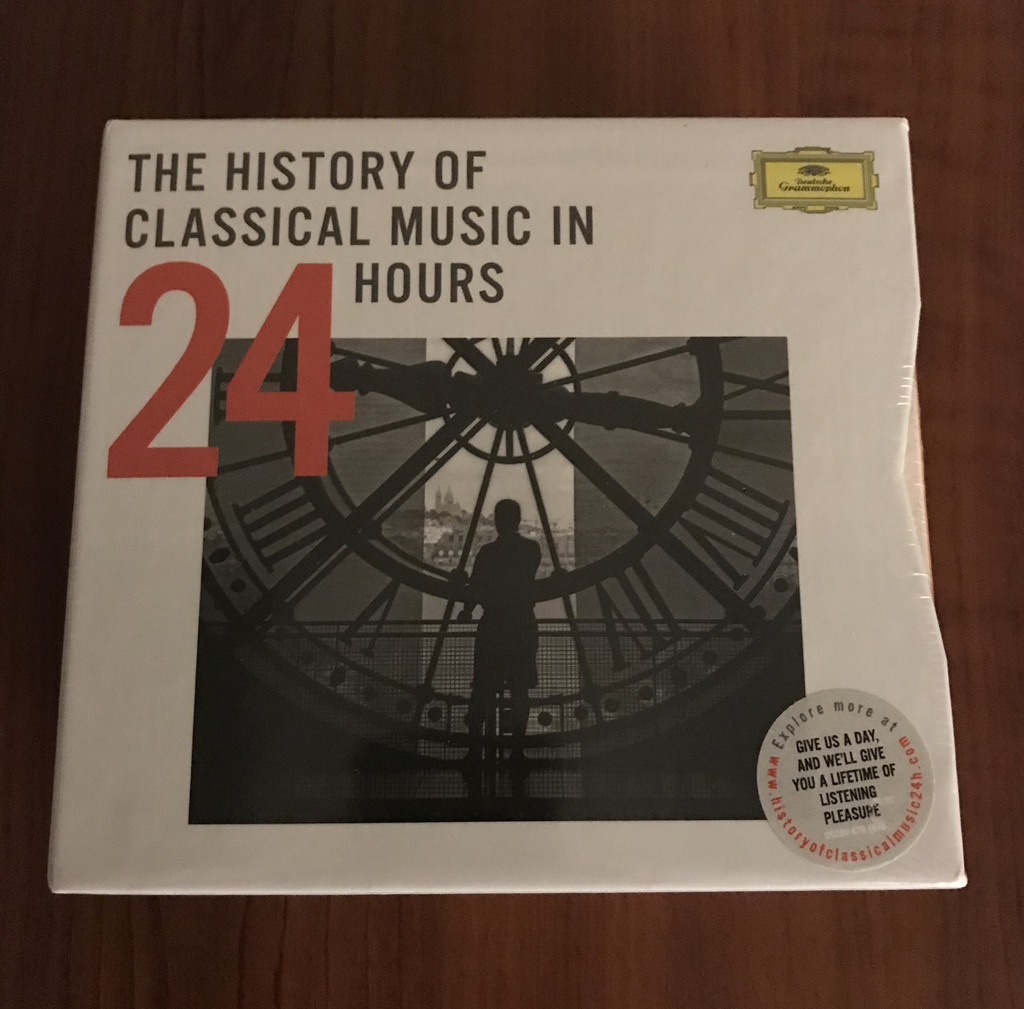 THE HISTORY OF
CLASSICAL MUSIC IN
24 HOURS
Deutsche
Grammophon
Explore more at
www.historyofclassicalmusic24h.com
GIVE US A DAY,
AND WE'LL GIVE
YOU A LIFETIME OF
LISTENING
PLEASURE